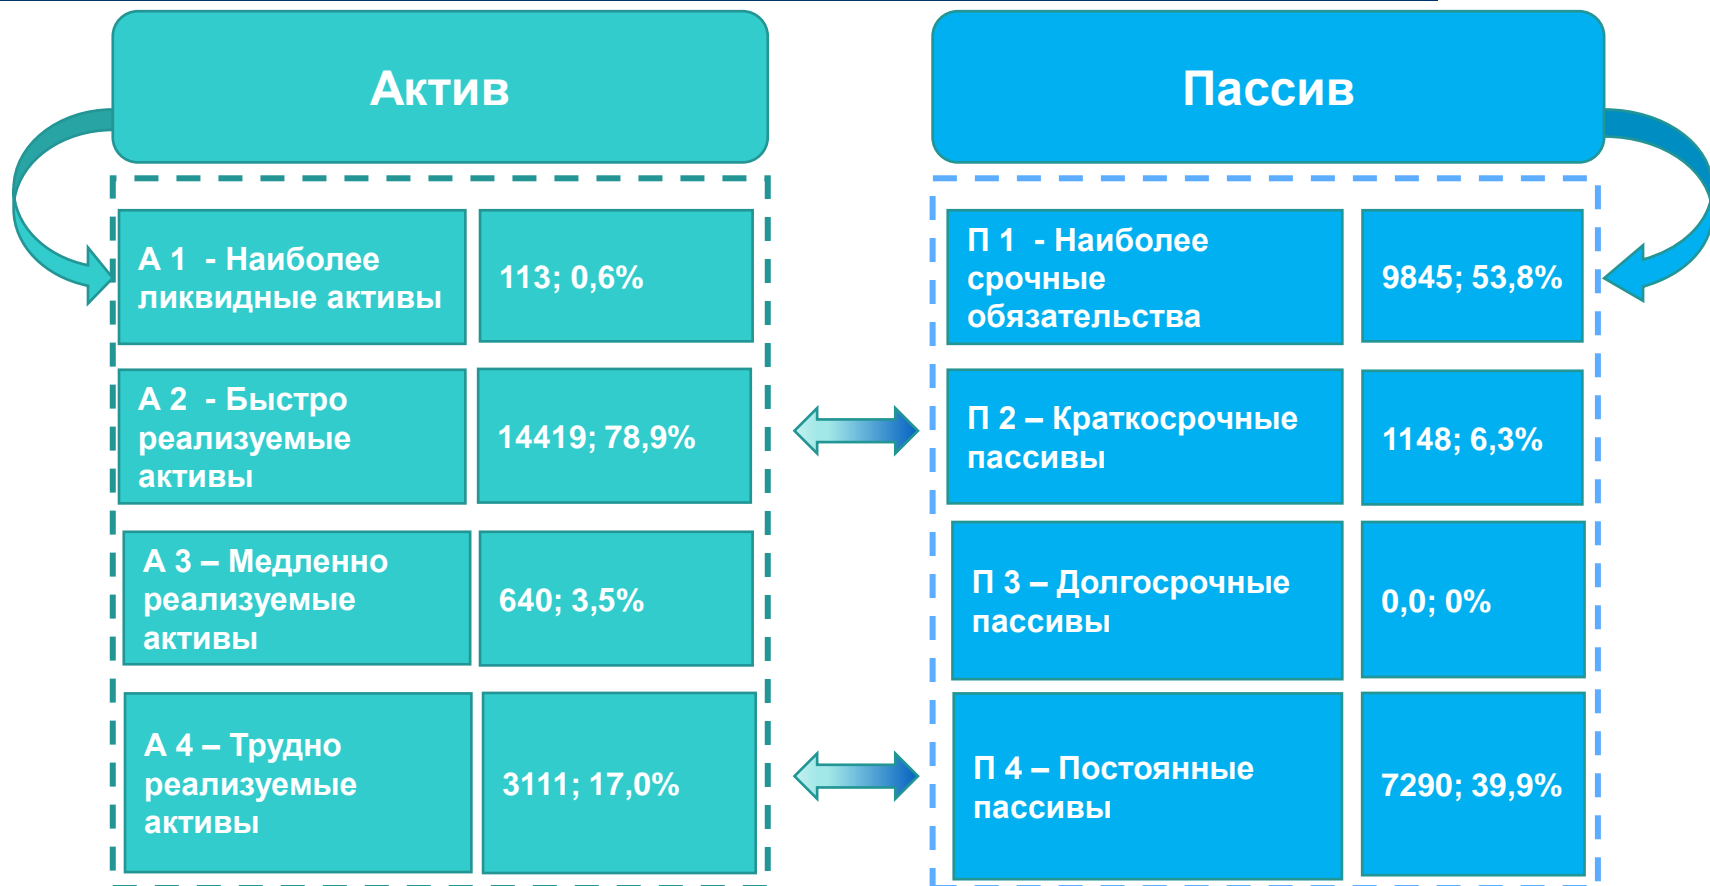 Актив
Пассив
А 1  - Наиболее
ликвидные активы
113; 0,6%
П 1  - Наиболее
срочные
обязательства
9845; 53,8%
А 2  - Быстро
реализуемые
активы
14419; 78,9%
П 2 – Краткосрочные
пассивы
1148; 6,3%
А 3 – Медленно
реализуемые
активы
640; 3,5%
П 3 – Долгосрочные
пассивы
0,0; 0%
А 4 – Трудно
реализуемые
активы
3111; 17,0%
П 4 – Постоянные
пассивы
7290; 39,9%